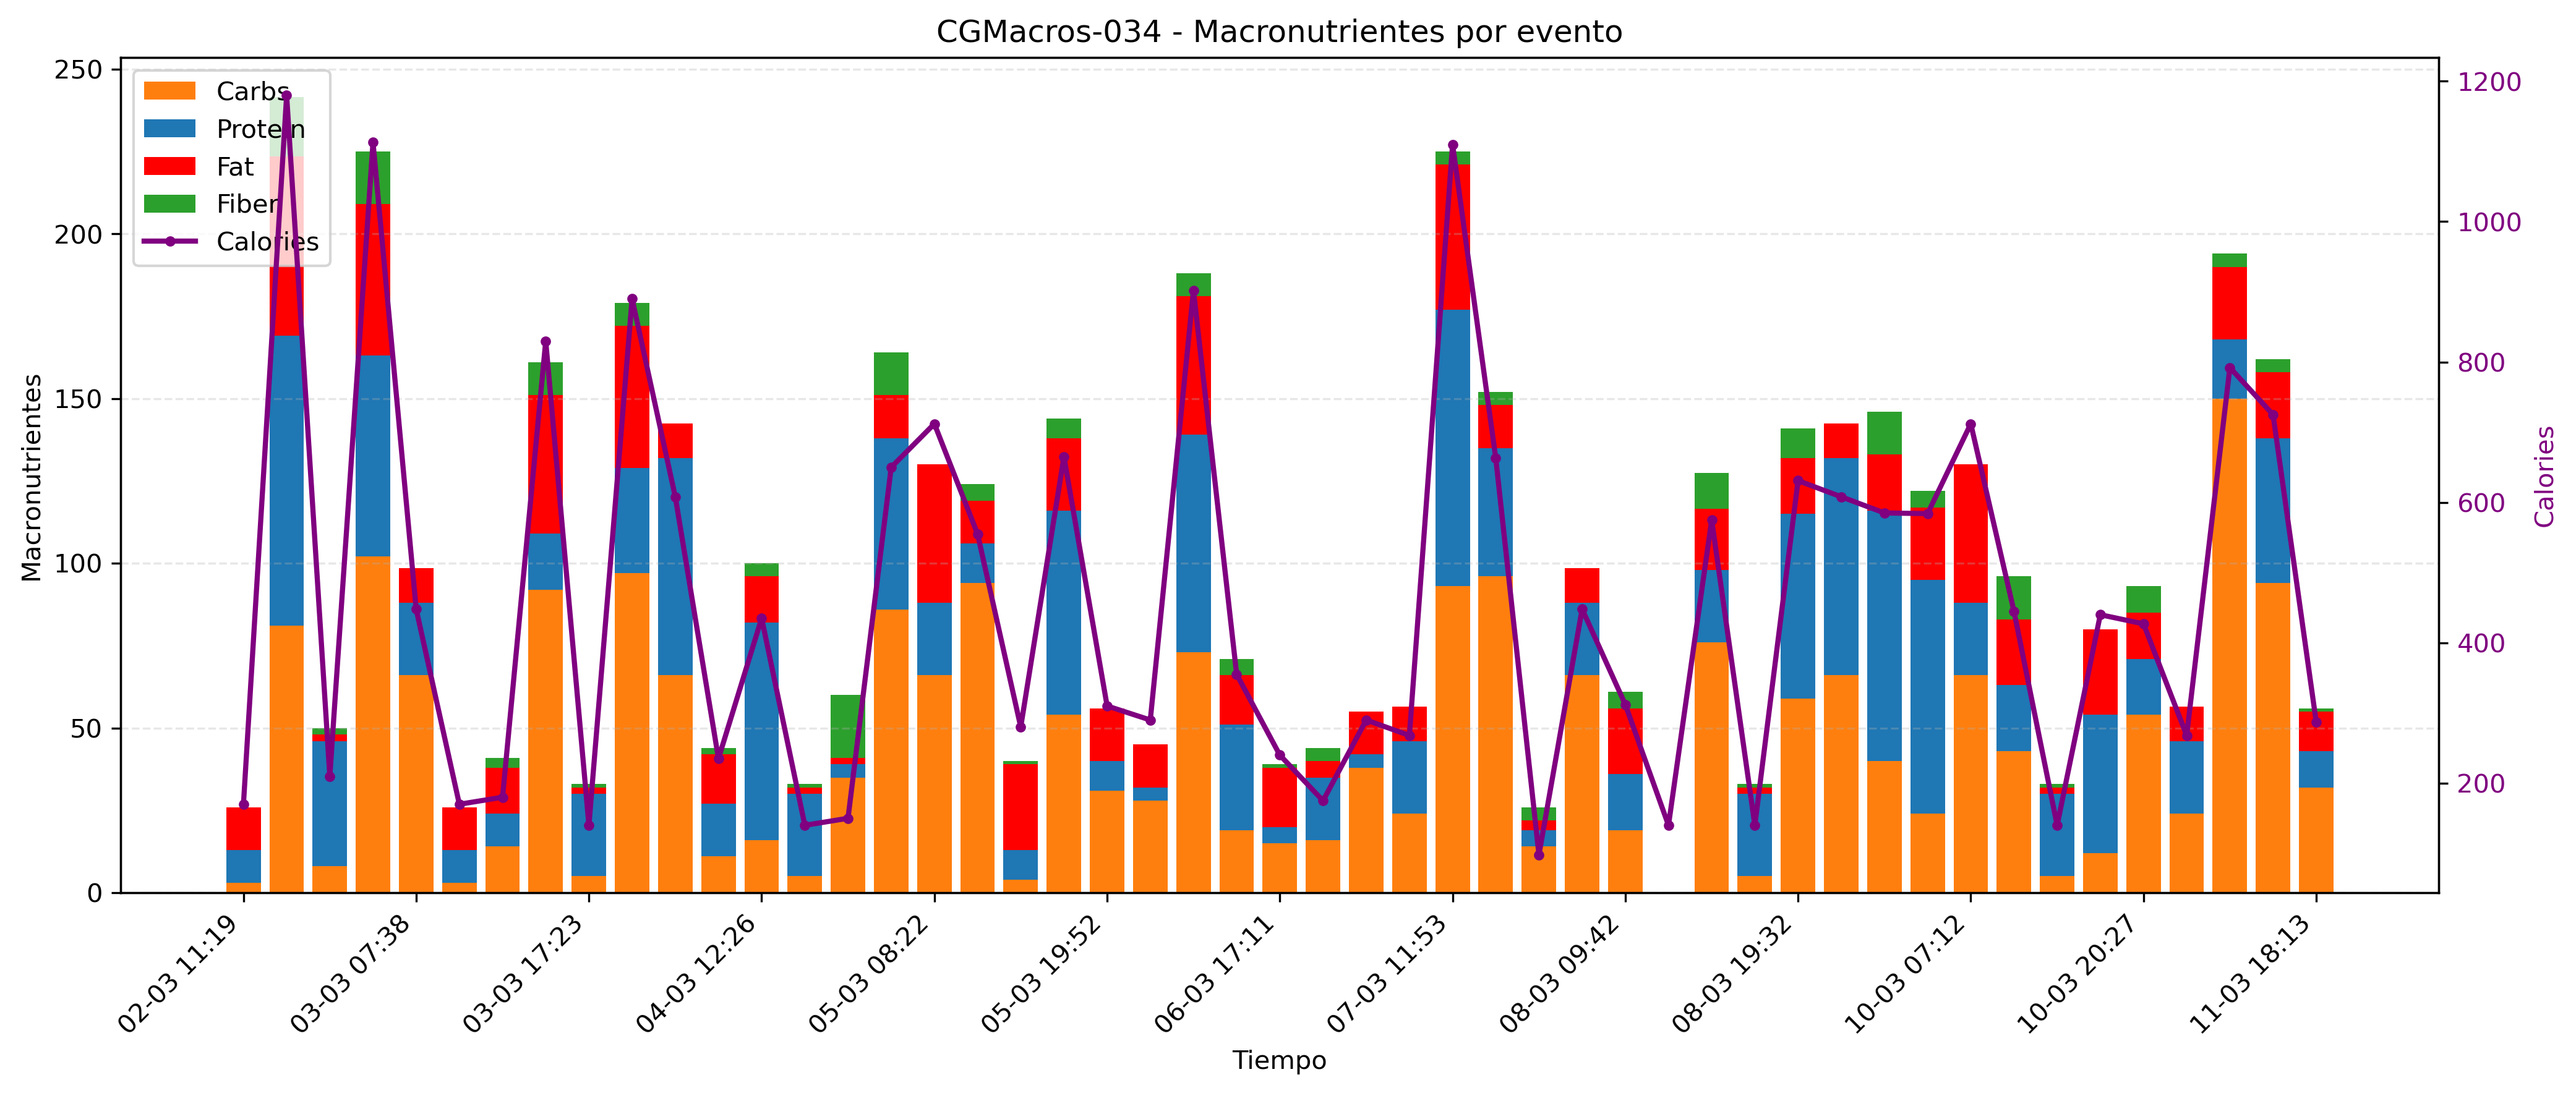 CGMacros-034 - Macronutrientes por evento
Carbs
Protein
Fat
Fiber
Calories
Macronutrientes
250
200
150
100
50
0
1200
1000
800
600
400
200
Calories
02-03 11:19
03-03 07:38
03-03 17:23
04-03 12:26
05-03 08:22
05-03 19:52
06-03 17:11
07-03 11:53
08-03 09:42
08-03 19:32
10-03 07:12
10-03 20:27
11-03 18:13
Tiempo